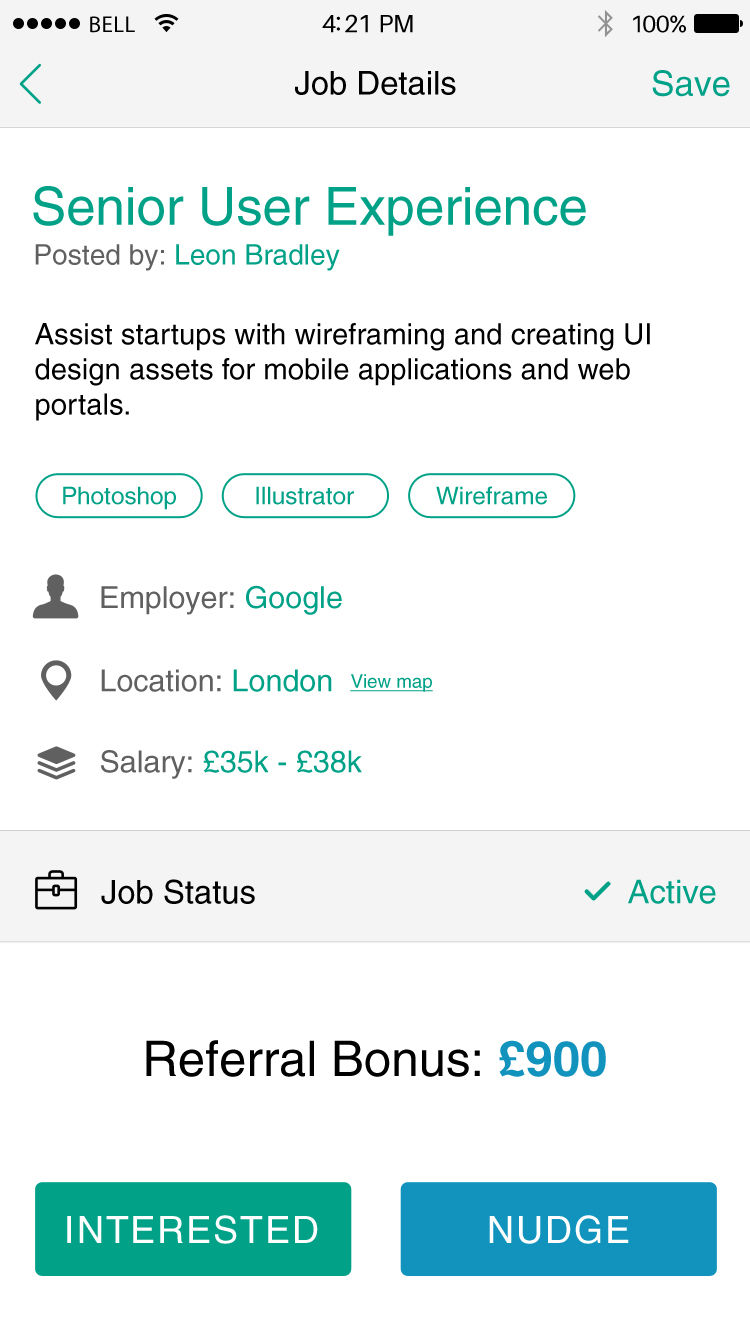 BELL 4:21 PM 100%
Job Details Save
Senior User Experience
Posted by: Leon Bradley
Assist startups with wireframing and creating UI
design assets for mobile applications and web
portals.
Photoshop Illustrator Wireframe
Employer: Google
Location: London View map
Salary: £35k - £38k
Job Status Active
Referral Bonus: £900
INTERESTED NUDGE